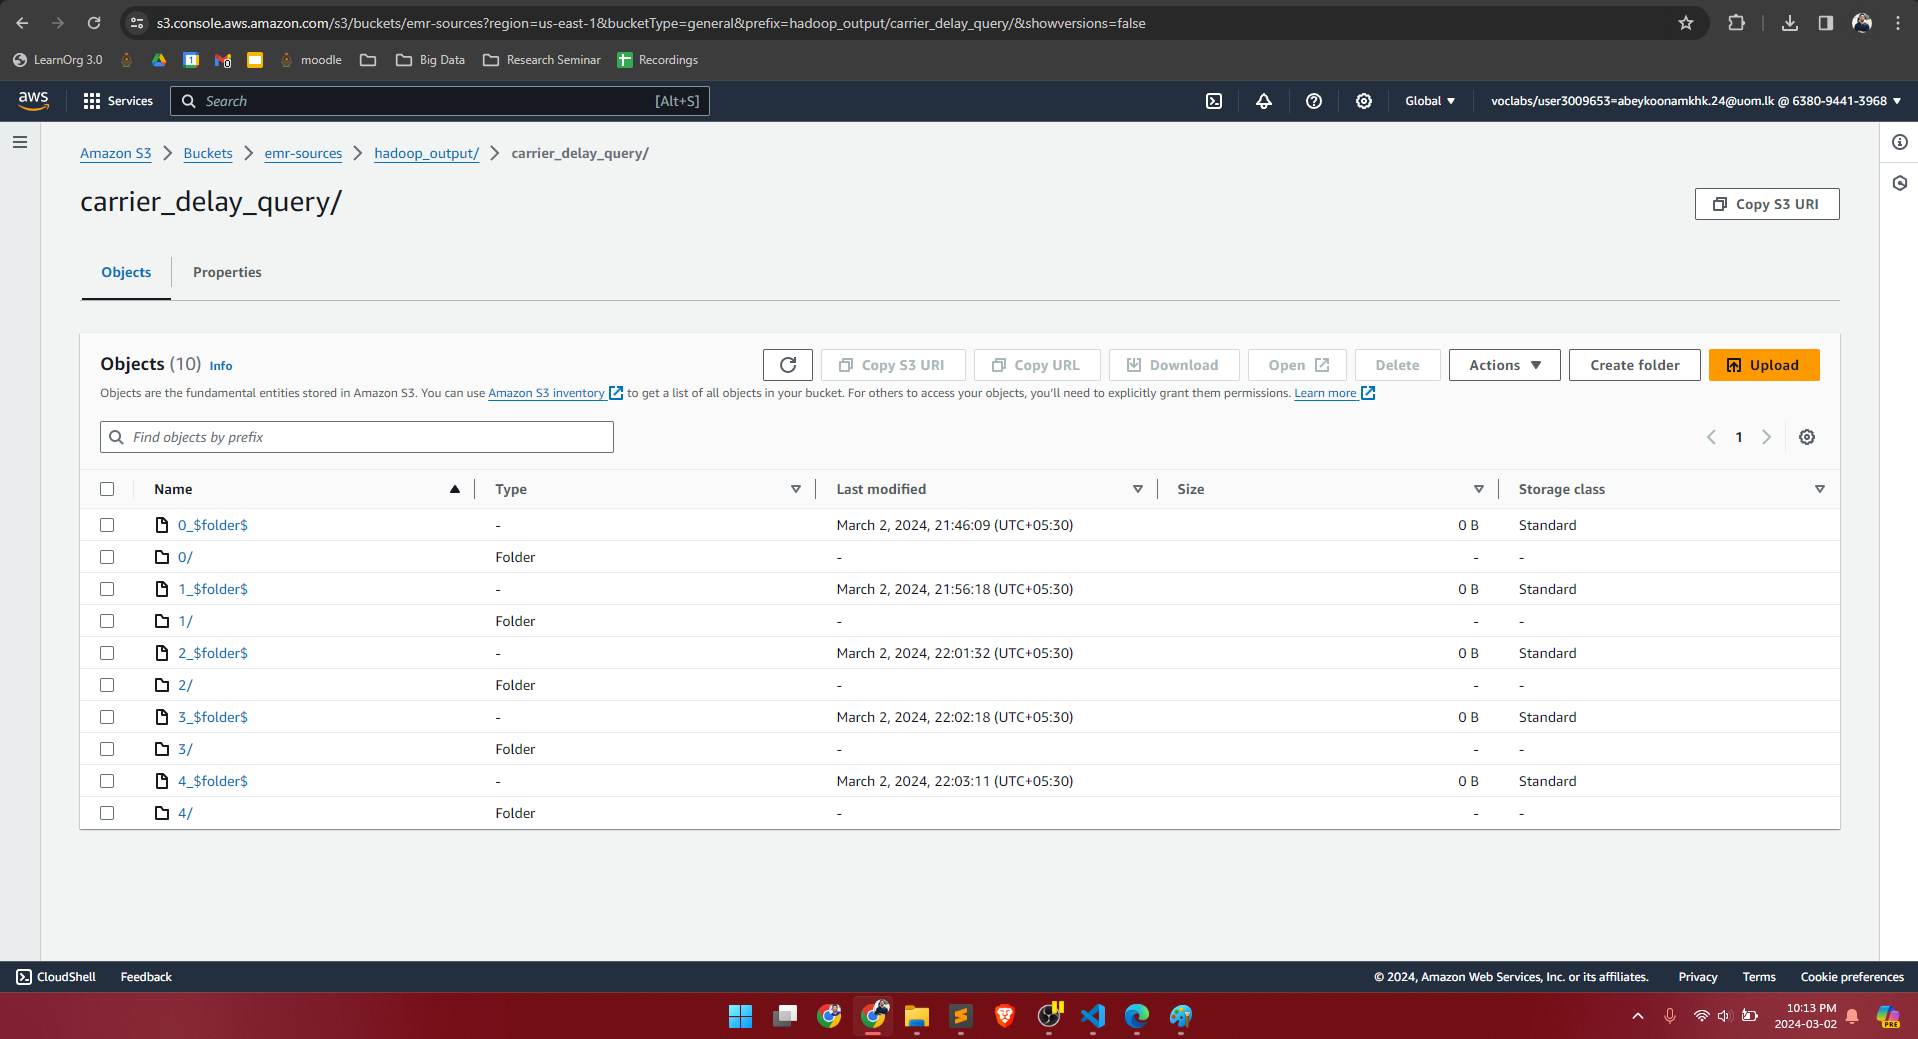 s3.console.aws.amazon.com/s3/buckets/emr-sources?region=us-east-1&bucketType=general&prefix=hadoop_output/carrier_delay_query/&showversions=false
LearnOrg 3.0 1 0 moodle Big Data Research Seminar Recordings
aws Services Search [Alt+S] Global voclabs/user3009653=abeykoonamkhk.24@uom.lk @ 6380-9441-3968
Amazon S3 Buckets emr-sources hadoop_output/ carrier_delay_query/
carrier_delay_query/
Copy S3 URI
Objects Properties
Objects (10) Info Copy S3 URI Copy URL Download Open Delete Actions Create folder Upload
Objects are the fundamental entities stored in Amazon S3. You can use Amazon S3 inventory to get a list of all objects in your bucket. For others to access your objects, you'll need to explicitly grant them permissions. Learn more
Find objects by prefix 1
Name Type Last modified Size Storage class
0_$folder$ - March 2, 2024, 21:46:09 (UTC+05:30) 0 B Standard
0/ Folder - - -
1_$folder$ - March 2, 2024, 21:56:18 (UTC+05:30) 0 B Standard
1/ Folder - - -
2_$folder$ - March 2, 2024, 22:01:32 (UTC+05:30) 0 B Standard
2/ Folder - - -
3_$folder$ - March 2, 2024, 22:02:18 (UTC+05:30) 0 B Standard
3/ Folder - - -
4_$folder$ - March 2, 2024, 22:03:11 (UTC+05:30) 0 B Standard
4/ Folder - - -
CloudShell Feedback © 2024, Amazon Web Services, Inc. or its affiliates. Privacy Terms Cookie preferences
10:13 PM
2024-03-02
PRE